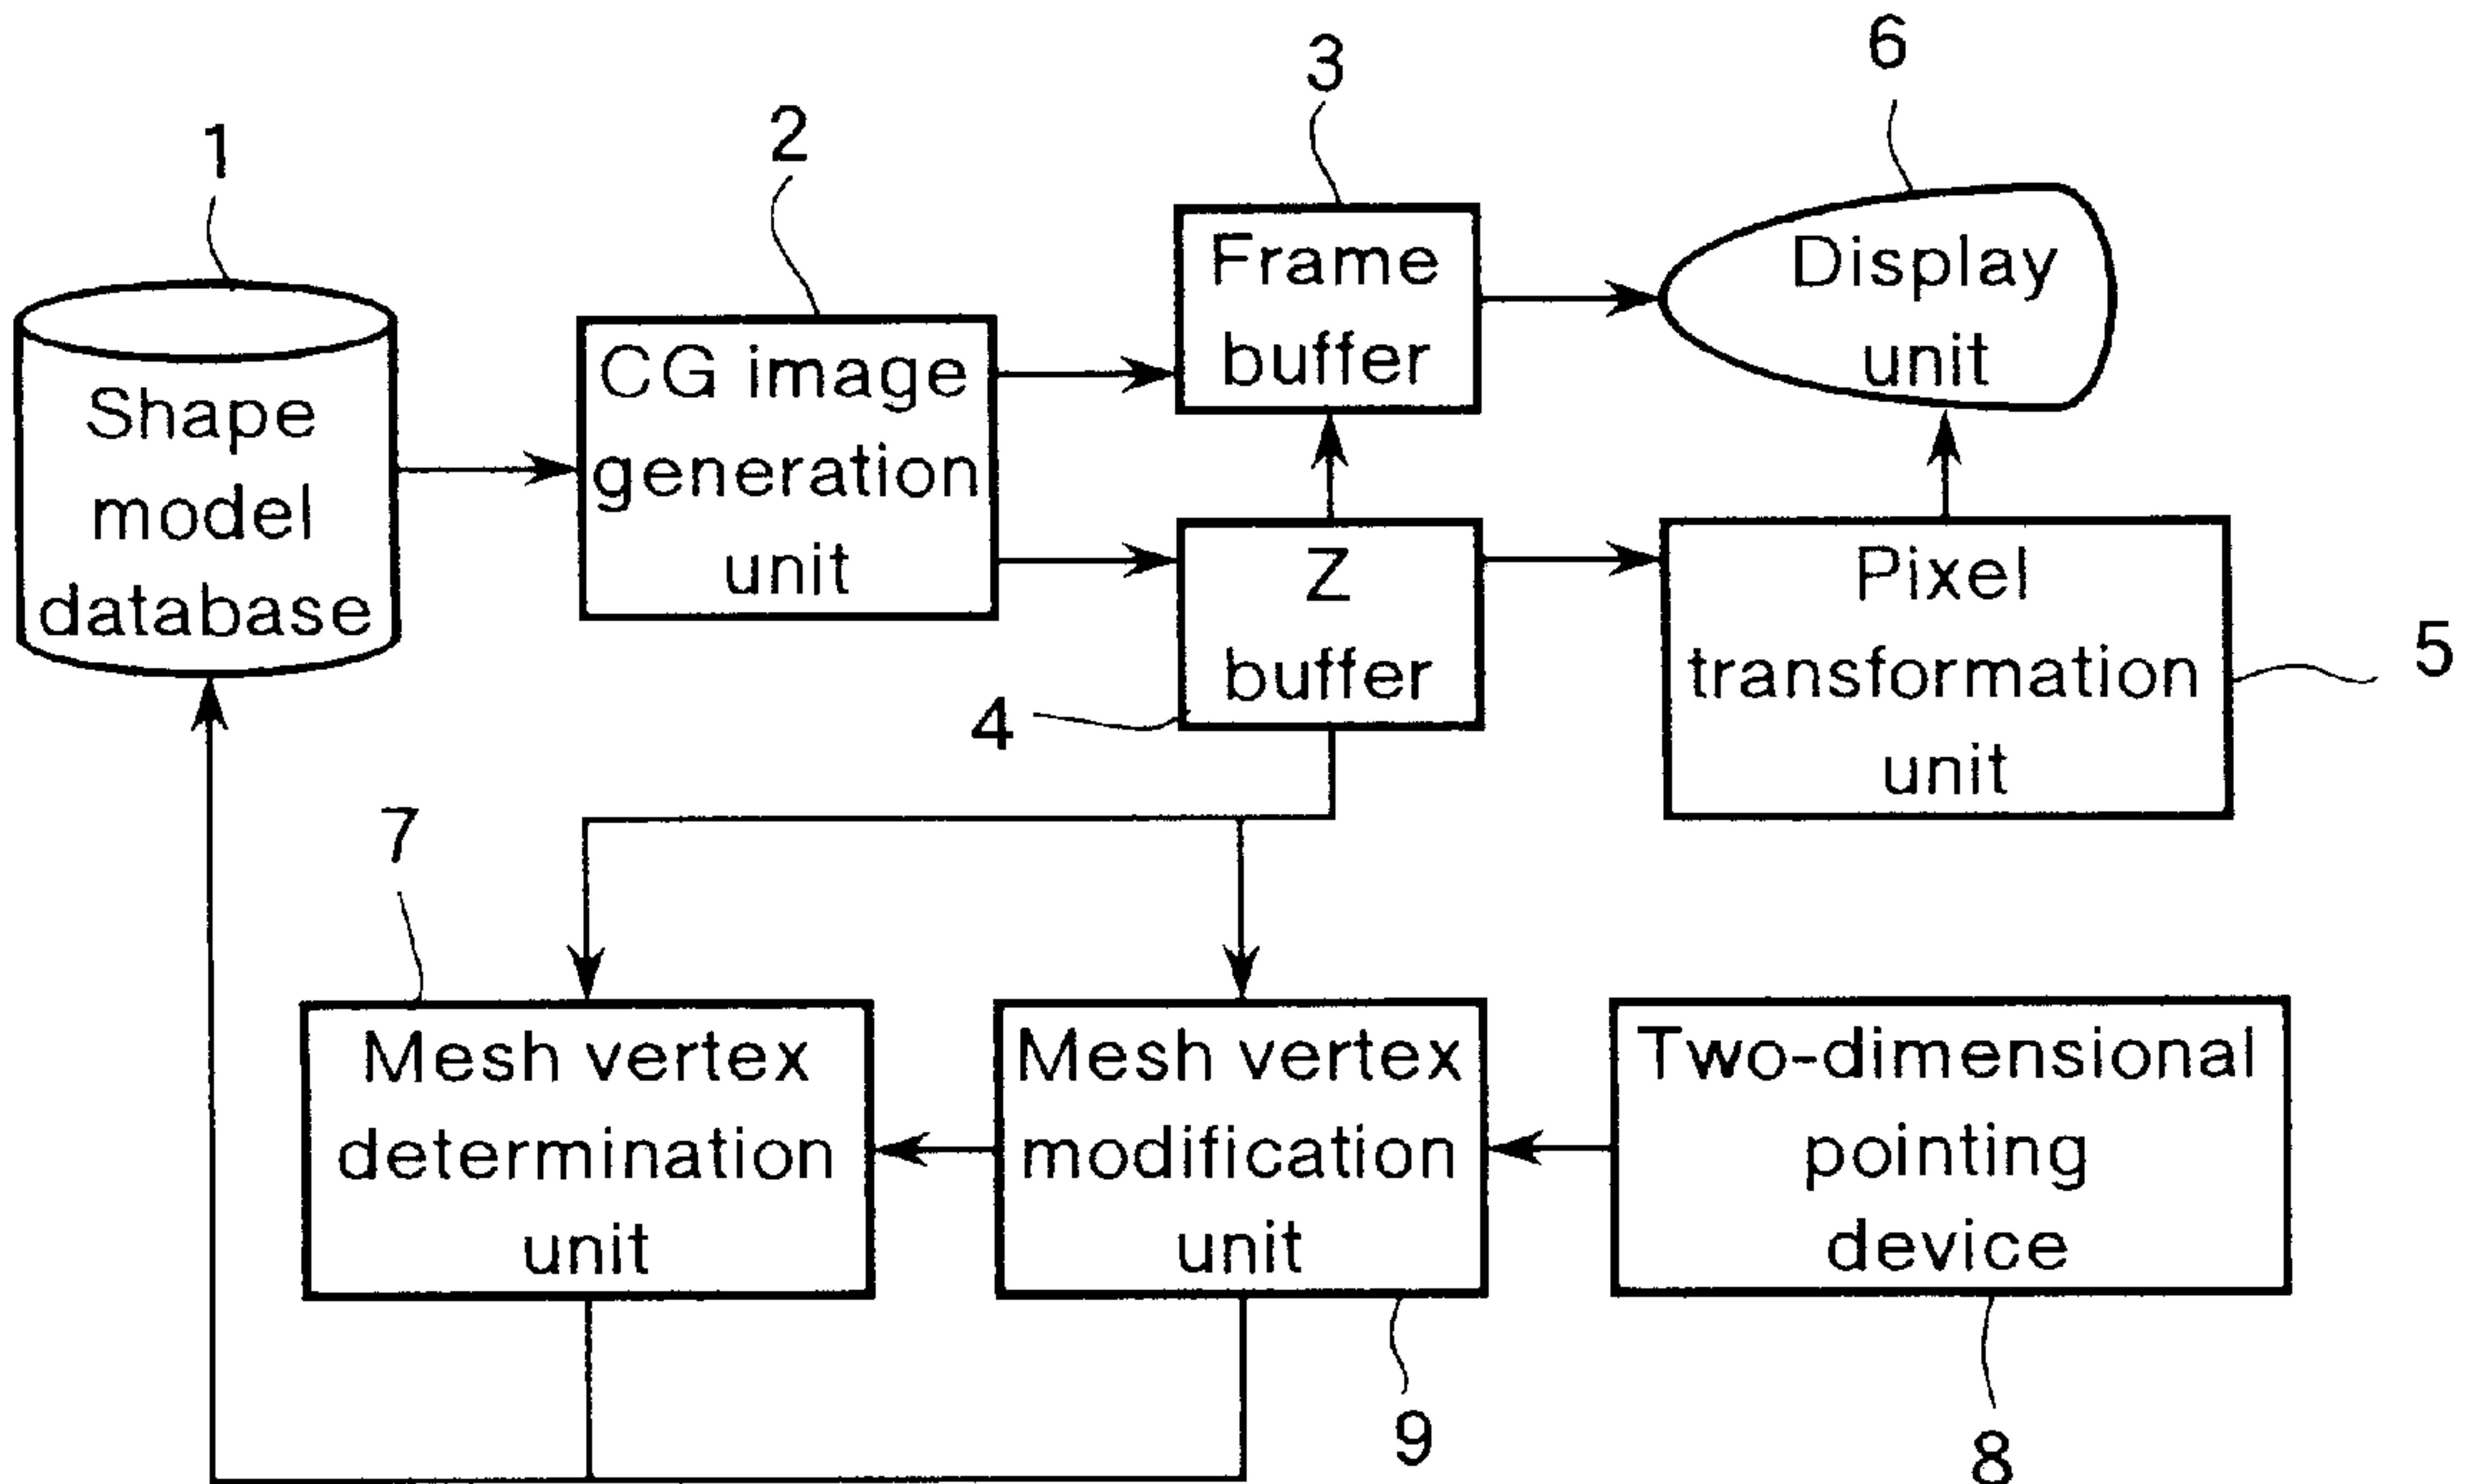 1
Shape
model
database
2
CG image
generation
unit
3
Frame
buffer
6
Display
unit
Z
buffer
4
Pixel
transformation
unit
5
7
Mesh vertex
determination
unit
Mesh vertex
modification
unit
9
Two-dimensional
pointing
device
8